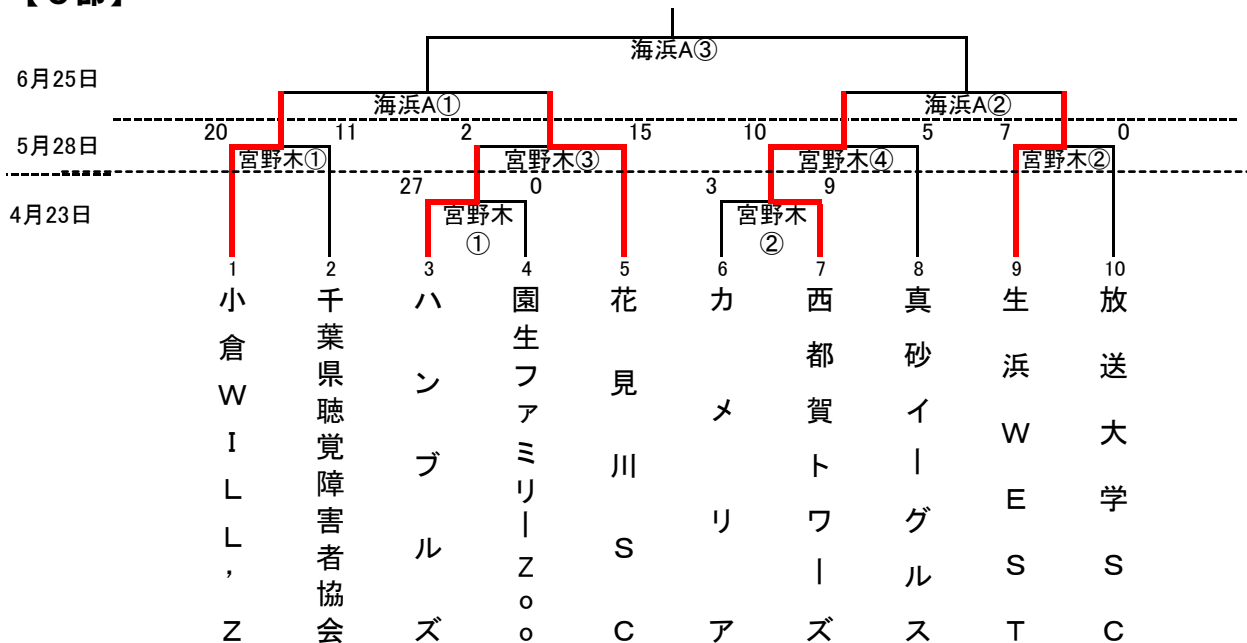 海浜A③
6月25日
海浜A① 海浜A②
20 11 2 15 10 5 7 0
5月28日
宮野木① 宮野木③ 宮野木④ 宮野木②
27 0 3 9
4月23日
宮野木① 宮野木②
1 2 3 4 5 6 7 8 9 10
小倉WILL,Z
千葉県聴覚障害者協会
ハンブルズ
園生ファミリーZoo
花見川SC
カメリア
西都賀トワーズ
真砂イーグルス
生浜WEST
放送大学SC